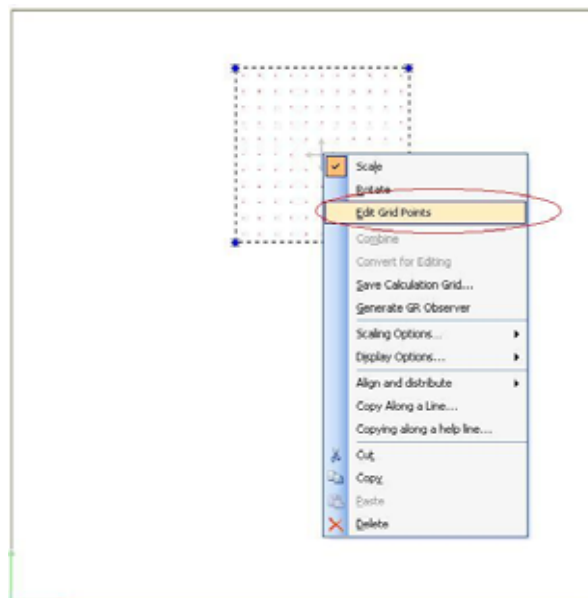 Scale
Rotate
Edit Grid Points
Combine
Convert for Editing
Save Calculation Grid...
Generate GR Observer
Scaling Options...
Display Options...
Align and distribute
Copy Along a Line...
Copying along a help line...
Cut
Copy
Paste
Delete